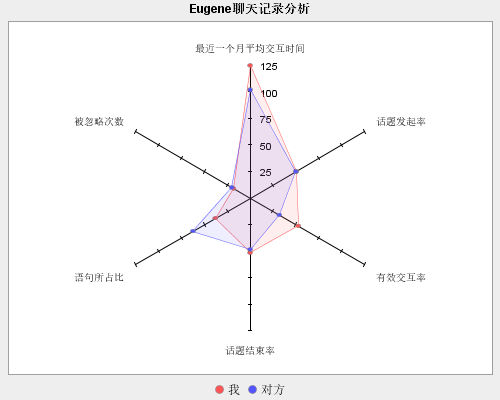 Eugene聊天记录分析
最近一个月平均交互时间
125
100
75
50
25
话题发起率
被忽略次数
语句所占比
有效交互率
话题结束率
我 对方